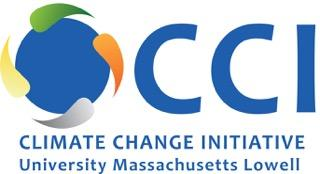 CCI
CLIMATE CHANGE INITIATIVE
University Massachusetts Lowell